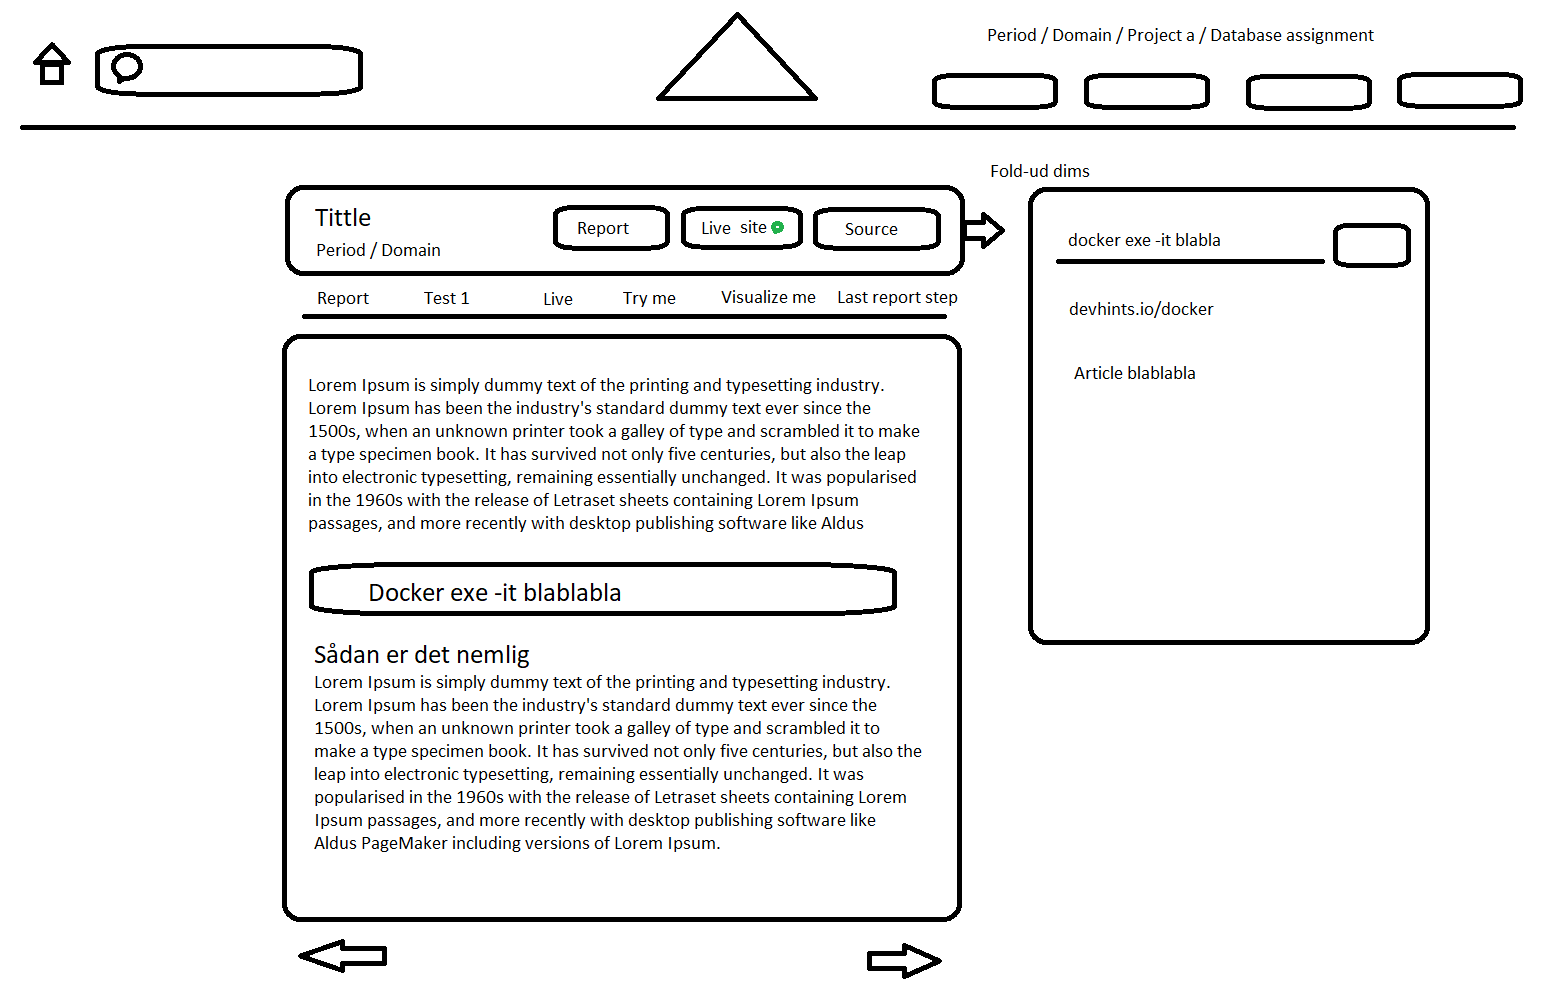 Period / Domain / Project a / Database assignment
Fold-ud dims
Tittle
Period / Domain
Report
Live site
Source
Report
Test 1
Live
Try me
Visualize me
Last report step
Lorem Ipsum is simply dummy text of the printing and typesetting industry.
Lorem Ipsum has been the industry's standard dummy text ever since the
1500s, when an unknown printer took a galley of type and scrambled it to make
a type specimen book. It has survived not only five centuries, but also the leap
into electronic typesetting, remaining essentially unchanged. It was popularised
in the 1960s with the release of Letraset sheets containing Lorem Ipsum
passages, and more recently with desktop publishing software like Aldus
Docker exe -it blablabla
Sådan er det nemlig
Lorem Ipsum is simply dummy text of the printing and typesetting industry.
Lorem Ipsum has been the industry's standard dummy text ever since the
1500s, when an unknown printer took a galley of type and scrambled it to
make a type specimen book. It has survived not only five centuries, but also the
leap into electronic typesetting, remaining essentially unchanged. It was
popularised in the 1960s with the release of Letraset sheets containing Lorem
Ipsum passages, and more recently with desktop publishing software like
Aldus PageMaker including versions of Lorem Ipsum.
docker exe -it blabla
devhints.io/docker
Article blablabla